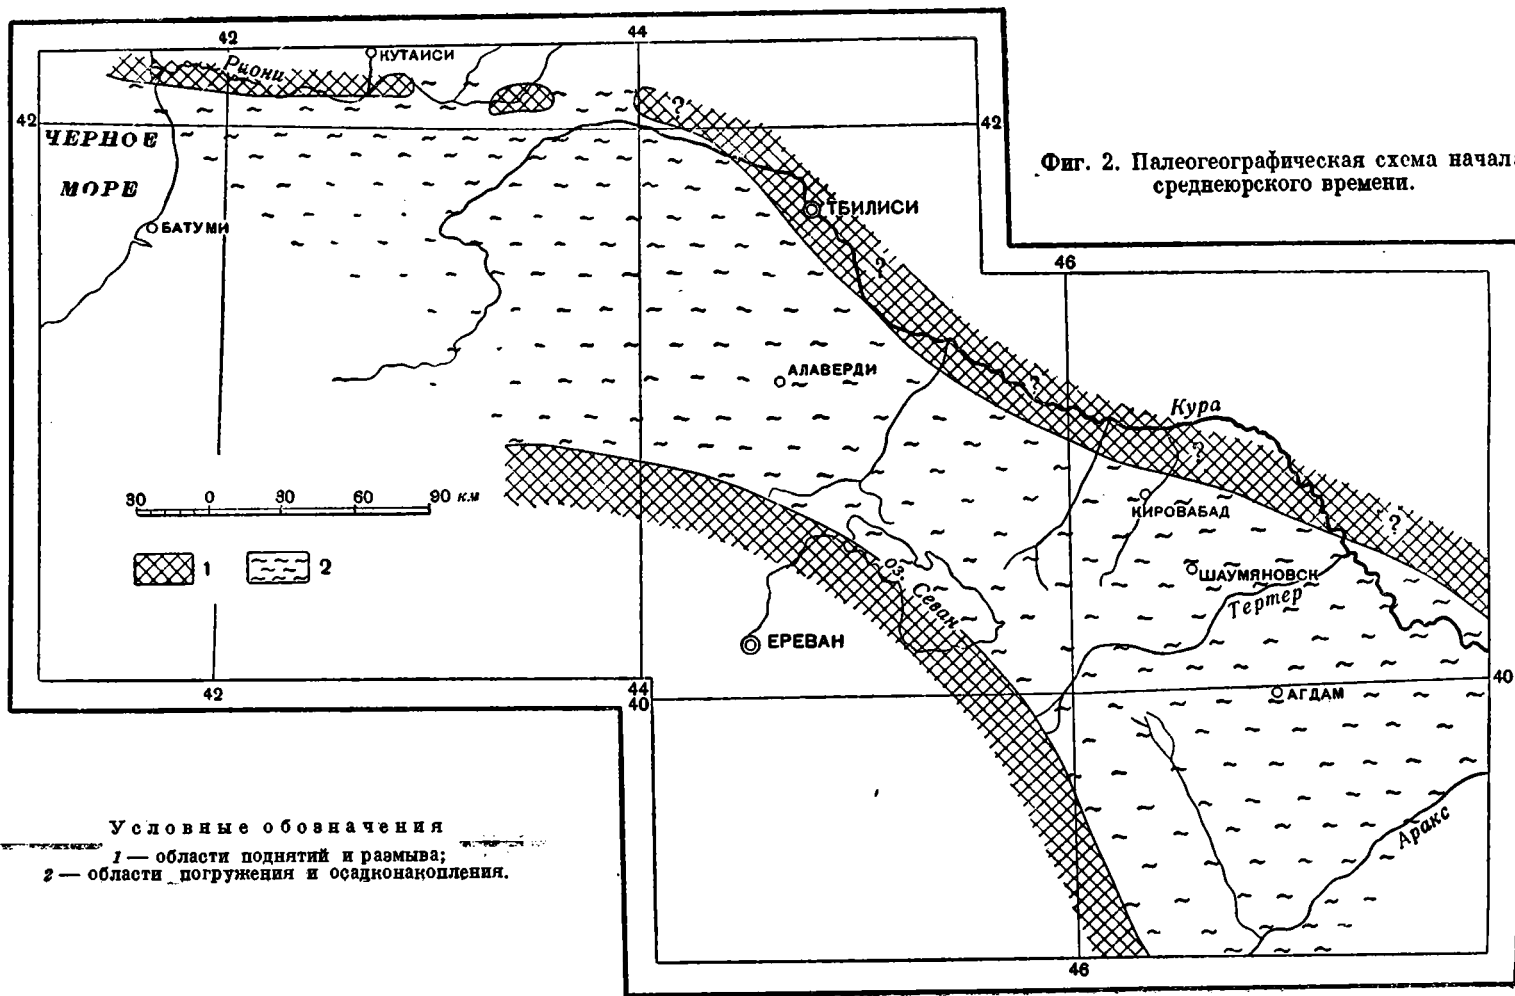 42
44
КУТАИСИ
Риони
?
42
42
ЧЕРНОЕ
МОРЕ
Фиг. 2. Палеогеографическая схема начала
среднеюрского времени.
ТБИЛИСИ
БАТУМИ
?
46
АЛАВЕРДИ
?
Кура
?
30 0 30 60 90 км
КИРОВАБАД
?
1 2
оз. Севан
ШАУМЯНОВСК
Тертер
ЕРЕВАН
42
44
40
40
АГДАМ
Аракс
46
Условные обозначения
1 — области поднятий и размыва;
2 — области погружения и осадконакопления.